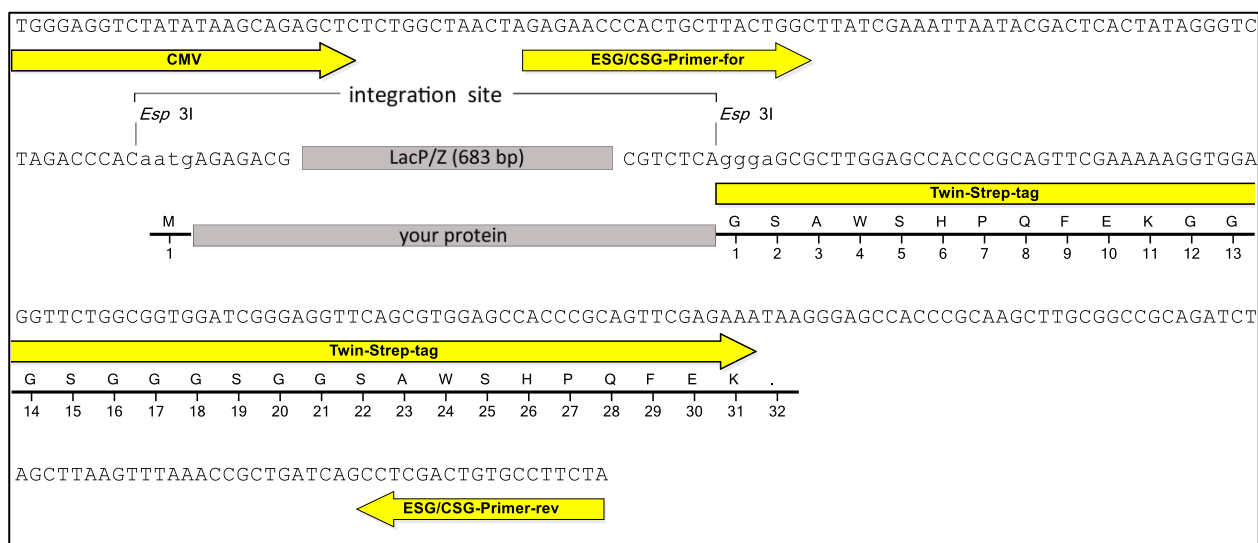 TGGGAGGTCTATATAAGCAGAGCTCTCTGGCTAACTAGAGAACCCACTGCTTACTGGCTTATCGAAATTAATACGACTCACTATAGGGTC
CMV ESG/CSG-Primer-for
integration site
Esp 3I Esp 3I
TAGACCCACaatgAGAGACG LacP/Z (683 bp) CGTCTCAgggaGCGCTTGGAGCCACCCGCAGTTCGAAAAAGGTGGA
Twin-Strep-tag
M G S A W S H P Q F E K G G
your protein
1 1 2 3 4 5 6 7 8 9 10 11 12 13
GGTTCTGGCGGTGGATCGGGAGGTTCAGCGTGGAGCCACCCGCAGTTCGAGAAATAAGGGAGCCACCCGCAAGCTTGCGGCCGCAGATCT
Twin-Strep-tag
G S G G G S G G S A W S H P Q F E K .
14 15 16 17 18 19 20 21 22 23 24 25 26 27 28 29 30 31 32
AGCTTAAGTTTAAACCGCTGATCAGCCTCGACTGTGCCTTCTA
ESG/CSG-Primer-rev